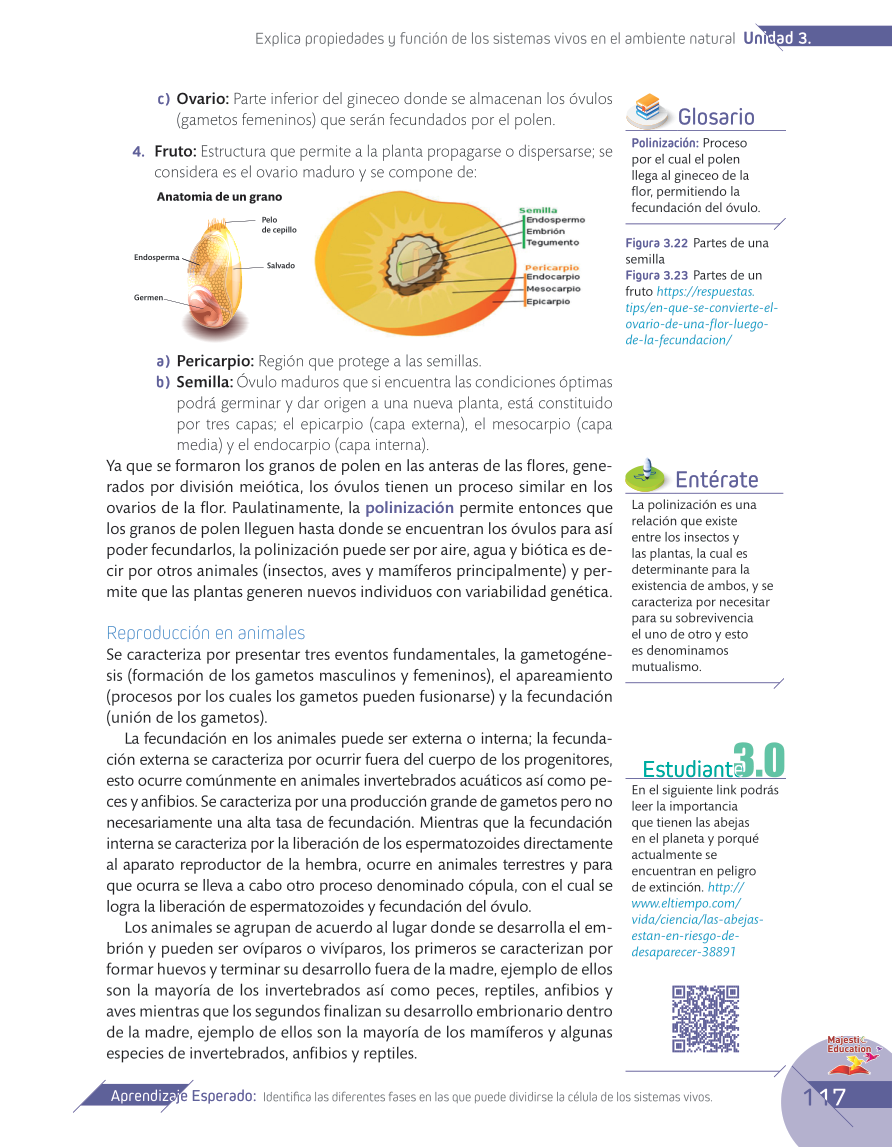 Explica propiedades y función de los sistemas vivos en el ambiente natural Unidad 3.
c) Ovario: Parte inferior del gineceo donde se almacenan los óvulos
(gametos femeninos) que serán fecundados por el polen.
4. Fruto: Estructura que permite a la planta propagarse o dispersarse; se
considera es el ovario maduro y se compone de:
Anatomia de un grano
Pelo
de cepillo
Endosperma
Salvado
Germen
Semilla
Endospermo
Embrión
Tegumento
Pericarpio
Endocarpio
Mesocarpio
Epicarpio
a) Pericarpio: Región que protege a las semillas.
b) Semilla: Óvulo maduros que si encuentra las condiciones óptimas
podrá germinar y dar origen a una nueva planta, está constituido
por tres capas; el epicarpio (capa externa), el mesocarpio (capa
media) y el endocarpio (capa interna).
Ya que se formaron los granos de polen en las anteras de las flores, gene-
rados por división meiótica, los óvulos tienen un proceso similar en los
ovarios de la flor. Paulatinamente, la polinización permite entonces que
los granos de polen lleguen hasta donde se encuentran los óvulos para así
poder fecundarlos, la polinización puede ser por aire, agua y biótica es de-
cir por otros animales (insectos, aves y mamíferos principalmente) y per-
mite que las plantas generen nuevos individuos con variabilidad genética.
Reproducción en animales
Se caracteriza por presentar tres eventos fundamentales, la gametogéne-
sis (formación de los gametos masculinos y femeninos), el apareamiento
(procesos por los cuales los gametos pueden fusionarse) y la fecundación
(unión de los gametos).
La fecundación en los animales puede ser externa o interna; la fecunda-
ción externa se caracteriza por ocurrir fuera del cuerpo de los progenitores,
esto ocurre comúnmente en animales invertebrados acuáticos así como pe-
ces y anfibios. Se caracteriza por una producción grande de gametos pero no
necesariamente una alta tasa de fecundación. Mientras que la fecundación
interna se caracteriza por la liberación de los espermatozoides directamente
al aparato reproductor de la hembra, ocurre en animales terrestres y para
que ocurra se lleva a cabo otro proceso denominado cópula, con el cual se
logra la liberación de espermatozoides y fecundación del óvulo.
Los animales se agrupan de acuerdo al lugar donde se desarrolla el em-
brión y pueden ser ovíparos o vivíparos, los primeros se caracterizan por
formar huevos y terminar su desarrollo fuera de la madre, ejemplo de ellos
son la mayoría de los invertebrados así como peces, reptiles, anfibios y
aves mientras que los segundos finalizan su desarrollo embrionario dentro
de la madre, ejemplo de ellos son la mayoría de los mamíferos y algunas
especies de invertebrados, anfibios y reptiles.
Glosario
Polinización: Proceso
por el cual el polen
llega al gineceo de la
flor, permitiendo la
fecundación del óvulo.
Figura 3.22 Partes de una
semilla
Figura 3.23 Partes de un
fruto https://respuestas.
tips/en-que-se-convierte-el-
ovario-de-una-flor-luego-
de-la-fecundacion/
Entérate
La polinización es una
relación que existe
entre los insectos y
las plantas, la cual es
determinante para la
existencia de ambos, y se
caracteriza por necesitar
para su sobrevivencia
el uno de otro y esto
es denominamos
mutualismo.
Estudiante 3.0
En el siguiente link podrás
leer la importancia
que tienen las abejas
en el planeta y porqué
actualmente se
encuentran en peligro
de extinción. http://
www.eltiempo.com/
vida/ciencia/las-abejas-
estan-en-riesgo-de-
desaparecer-38891
Majestic
Education
Aprendizaje Esperado: Identifica las diferentes fases en las que puede dividirse la célula de los sistemas vivos.
117